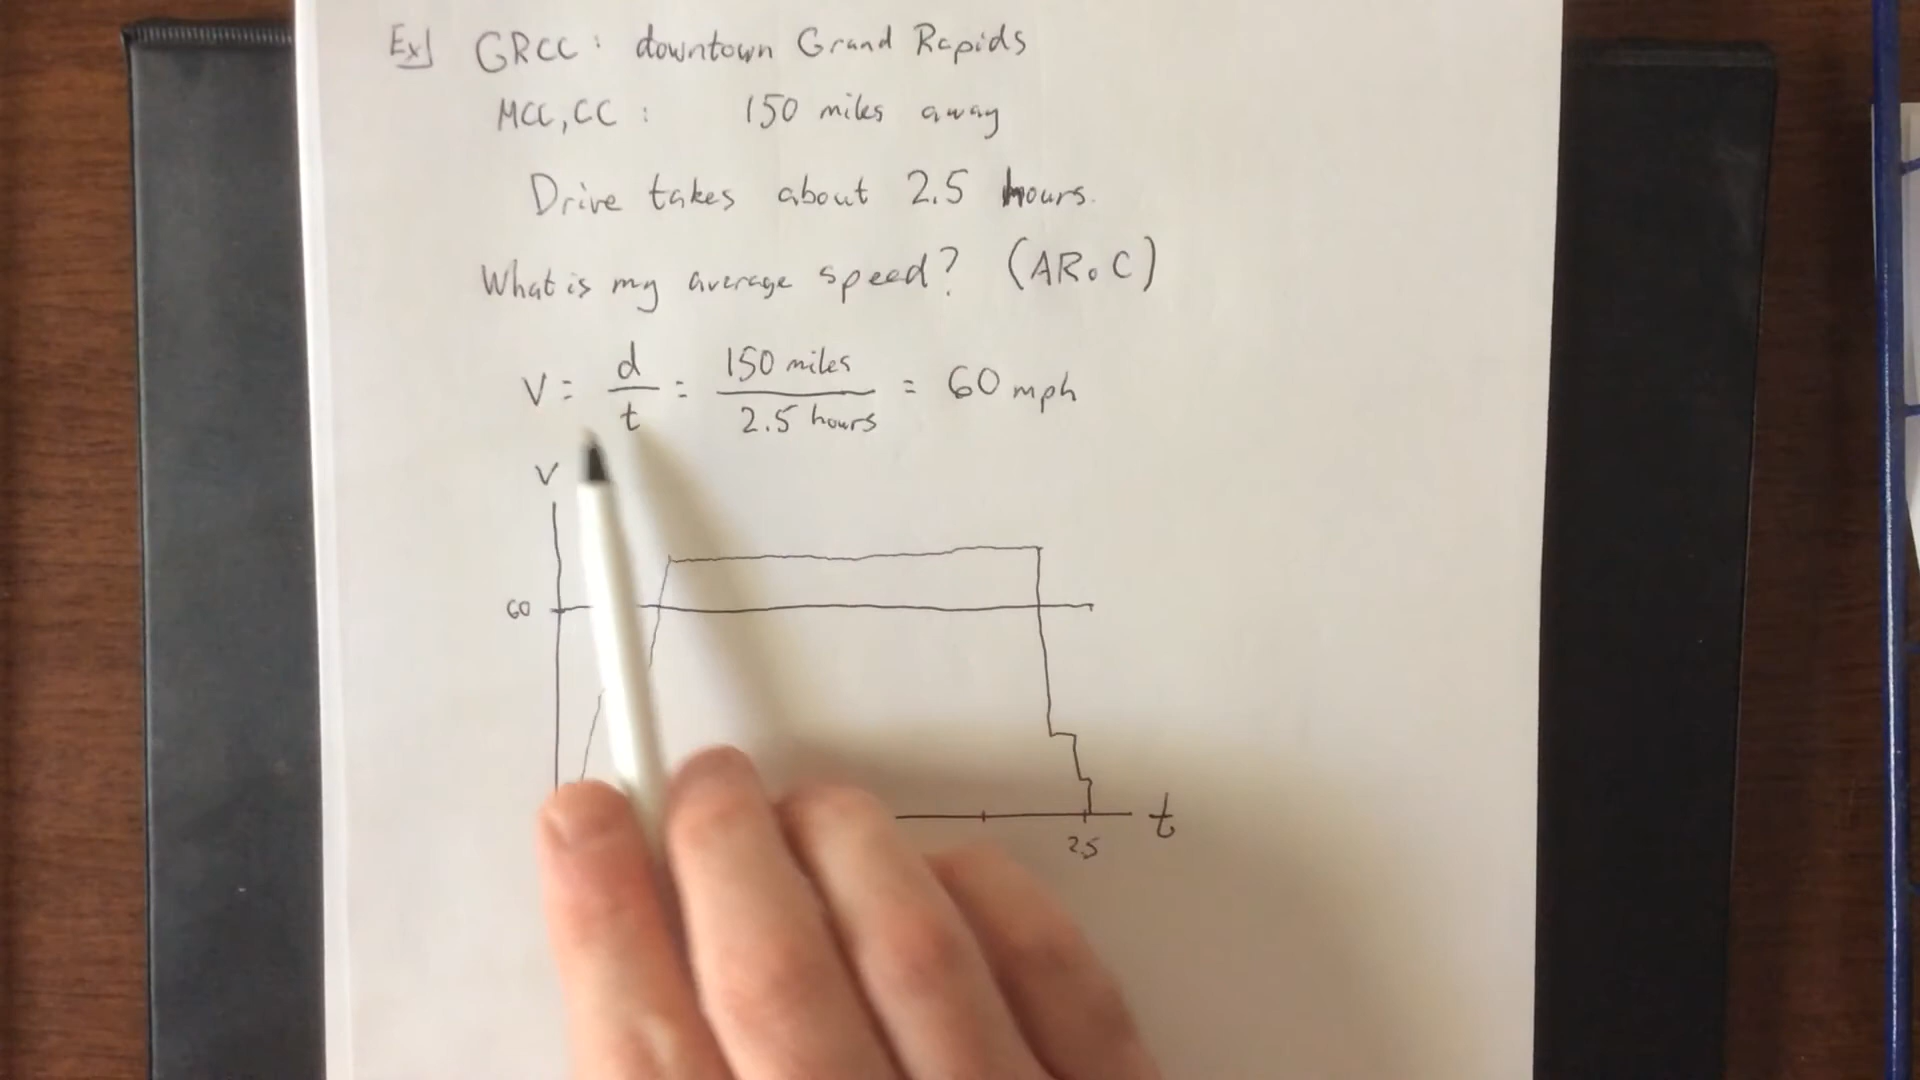 Ex] GRCC: downtown Grand Rapids
MCC, CC: 150 miles away
Drive takes about 2.5 hours.
What is my average speed? (ARoC)
V = d/t = 150 miles/2.5 hours = 60 mph
V
60
t
2.5